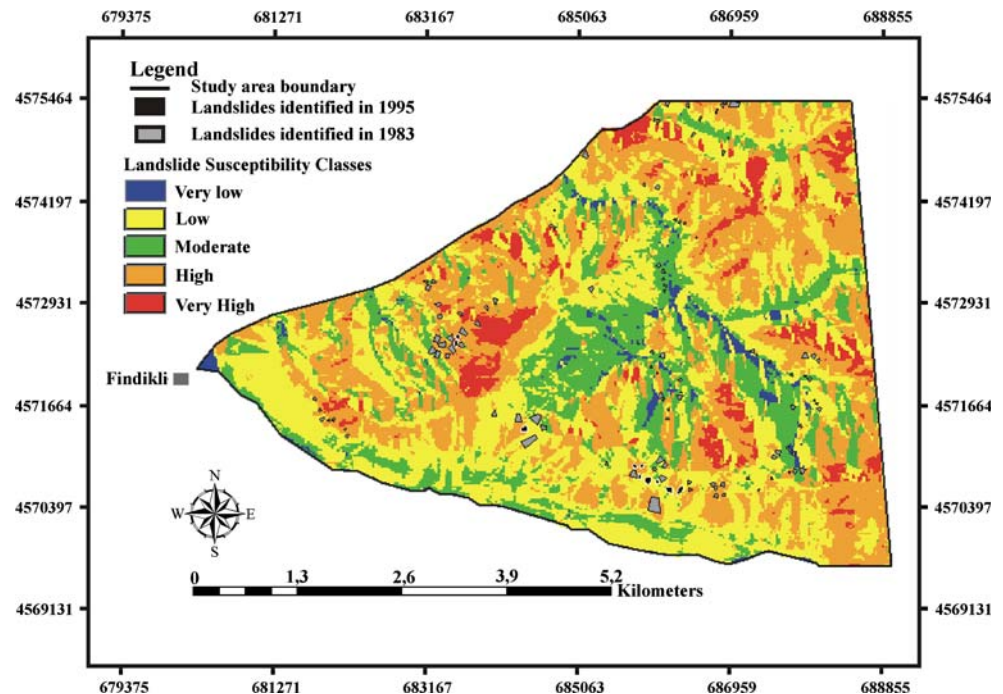 679375 681271 683167 685063 686959 688855
Legend
Study area boundary
4575464 4575464
Landslides identified in 1995
Landslides identified in 1983
Landslide Susceptibility Classes
Very low
4574197 4574197
Low
Moderate
High
4572931 4572931
Very High
Findikli
4571664 4571664
N
4570397 W E 4570397
S
0 1,3 2,6 3,9 5,2
Kilometers
4569131 4569131
679375 681271 683167 685063 686959 688855